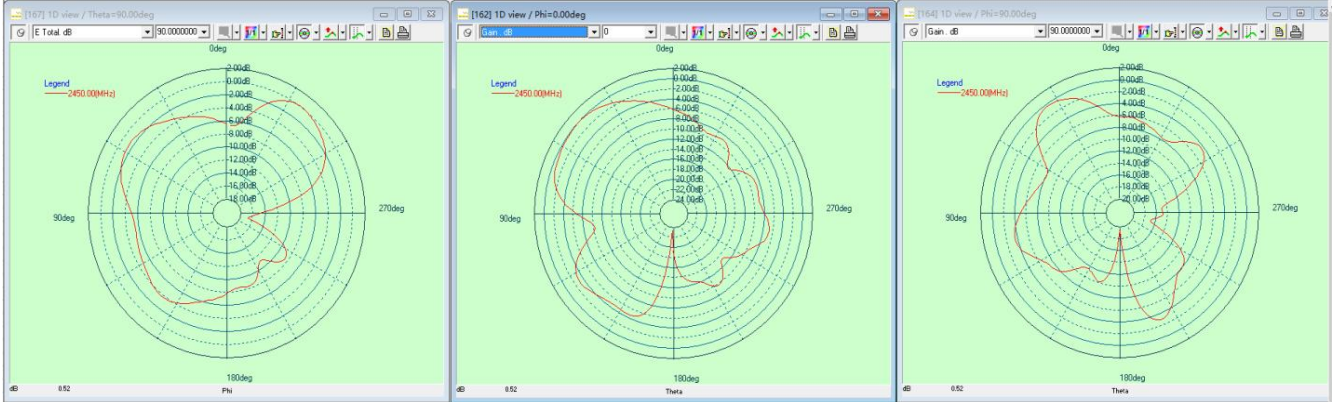 [167] 1D view / Theta=90.00deg
E Total. dB
90.0000000
0deg
Legend
2450.00(MHz)
2.00dB
0.00dB
-2.00dB
-4.00dB
-6.00dB
-8.00dB
-10.00dB
-12.00dB
-14.00dB
-16.00dB
-18.00dB
90deg
270deg
180deg
dB
0.52
Phi
[162] 1D view / Phi=0.00deg
Gain . dB
0
0deg
Legend
2450.00(MHz)
2.00dB
0.00dB
-2.00dB
-4.00dB
-6.00dB
-8.00dB
-10.00dB
-12.00dB
-14.00dB
-16.00dB
-18.00dB
-20.00dB
-22.00dB
-24.00dB
90deg
270deg
180deg
dB
0.52
Theta
[164] 1D view / Phi=90.00deg
Gain . dB
90.0000000
0deg
Legend
2450.00(MHz)
2.00dB
0.00dB
-2.00dB
-4.00dB
-6.00dB
-8.00dB
-10.00dB
-12.00dB
-14.00dB
-16.00dB
-18.00dB
-20.00dB
90deg
270deg
180deg
dB
0.52
Theta